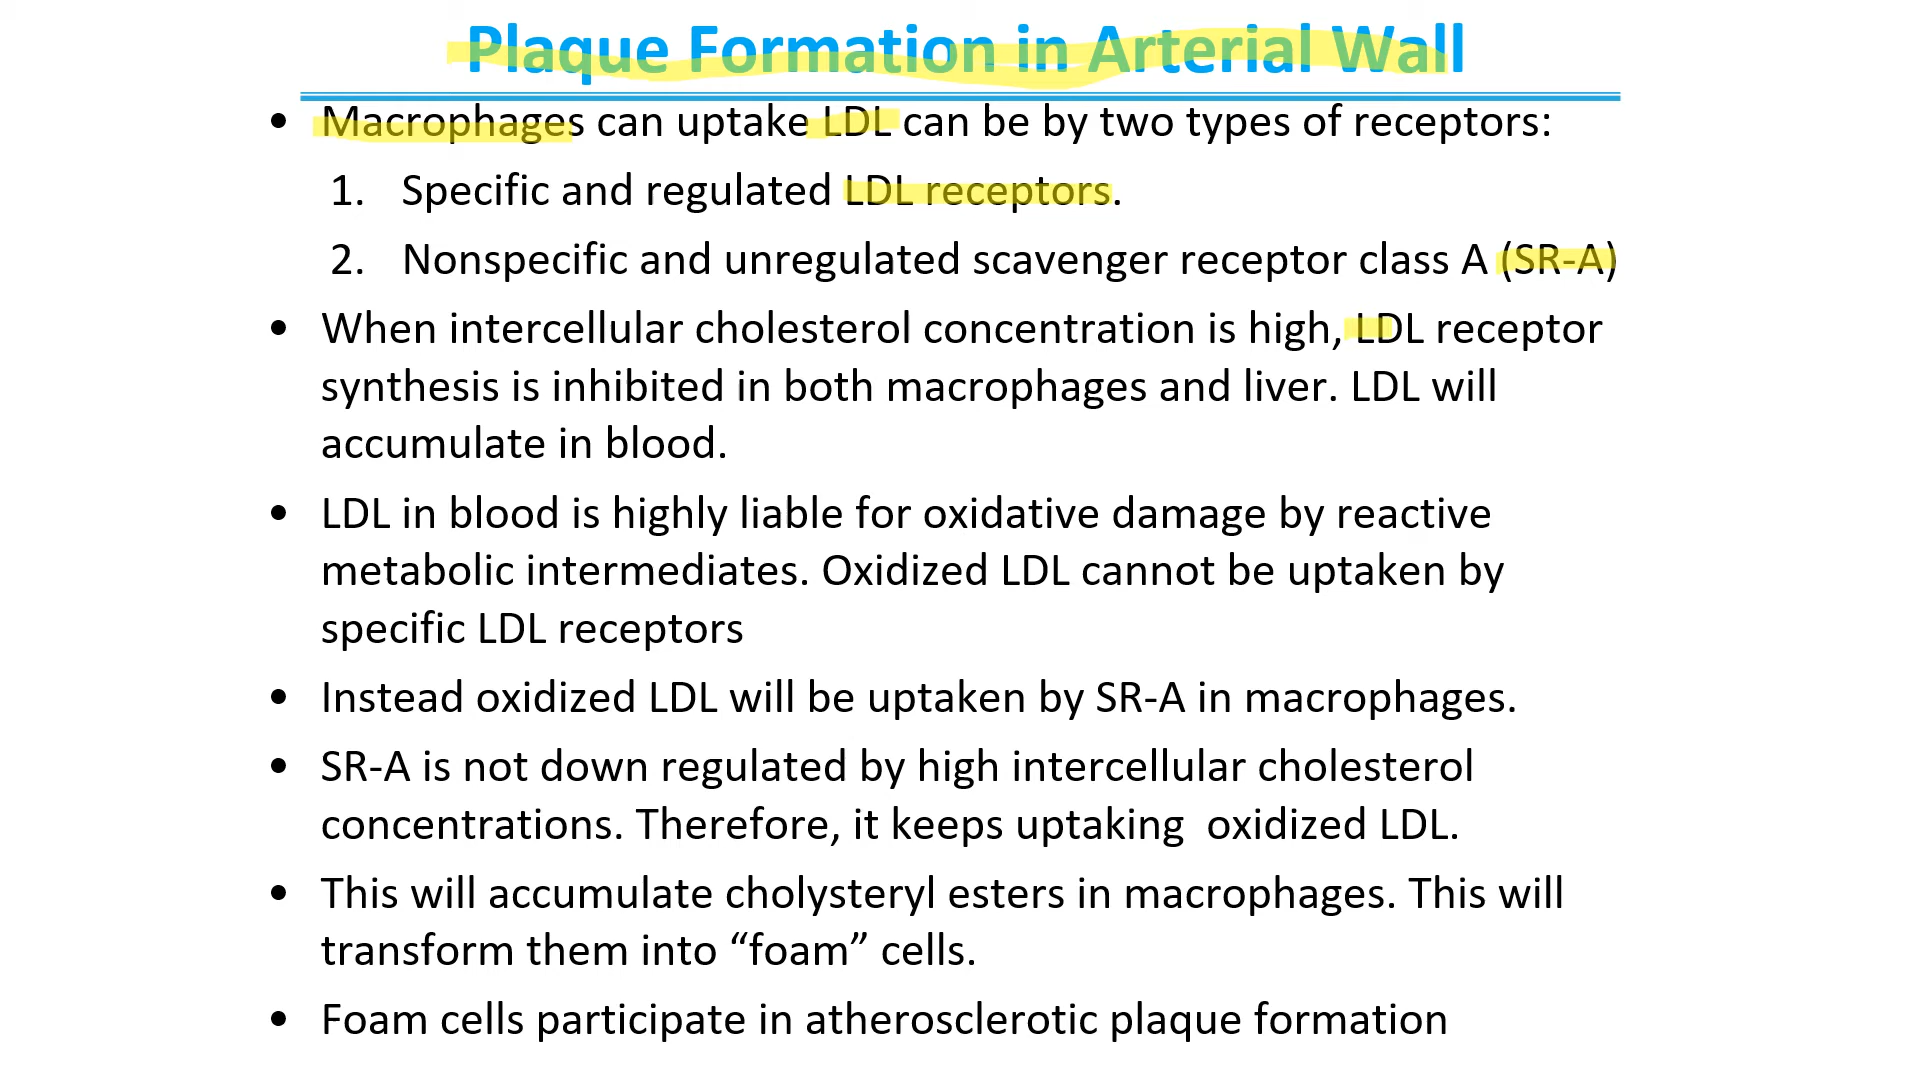 Plaque Formation in Arterial Wall
• Macrophages can uptake LDL can be by two types of receptors:
1. Specific and regulated LDL receptors.
2. Nonspecific and unregulated scavenger receptor class A (SR-A)
• When intercellular cholesterol concentration is high, LDL receptor
synthesis is inhibited in both macrophages and liver. LDL will
accumulate in blood.
• LDL in blood is highly liable for oxidative damage by reactive
metabolic intermediates. Oxidized LDL cannot be uptaken by
specific LDL receptors
• Instead oxidized LDL will be uptaken by SR-A in macrophages.
• SR-A is not down regulated by high intercellular cholesterol
concentrations. Therefore, it keeps uptaking  oxidized LDL.
• This will accumulate cholysteryl esters in macrophages. This will
transform them into “foam” cells.
• Foam cells participate in atherosclerotic plaque formation